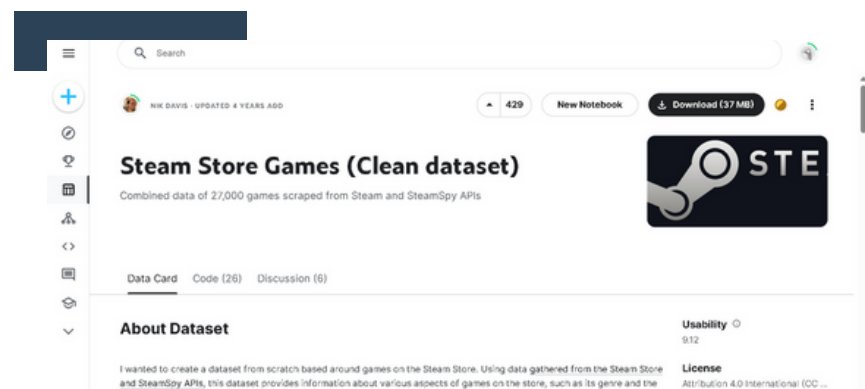 Search
NIK DAVIS · UPDATED 4 YEARS AGO
429
New Notebook
Download (37 MB)
Steam Store Games (Clean dataset)
Combined data of 27,000 games scraped from Steam and SteamSpy APIs
STE
Data Card
Code (26)
Discussion (6)
About Dataset
Usability
9.12
I wanted to create a dataset from scratch based around games on the Steam Store. Using data gathered from the Steam Store
and SteamSpy APIs, this dataset provides information about various aspects of games on the store, such as its genre and the
License
Attribution 4.0 International (CC ...